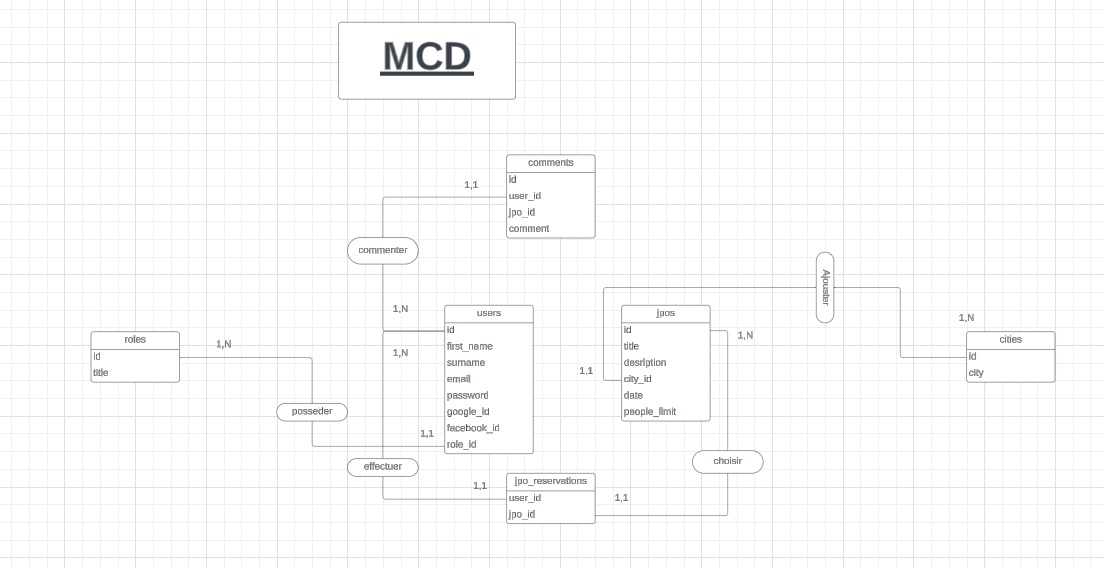 MCD
comments
id
user_id
jpo_id
comment
1,1
commenter
1,N
users
id
first_name
surname
email
password
google_id
facebook_id
role_id
1,N
1,1
roles
id
title
1,N
posseder
effectuer
1,1
jpo_reservations
user_id
jpo_id
1,1
jpos
id
title
desription
city_id
date
people_limit
1,1
1,N
choisir
Ajouster
1,N
cities
id
city